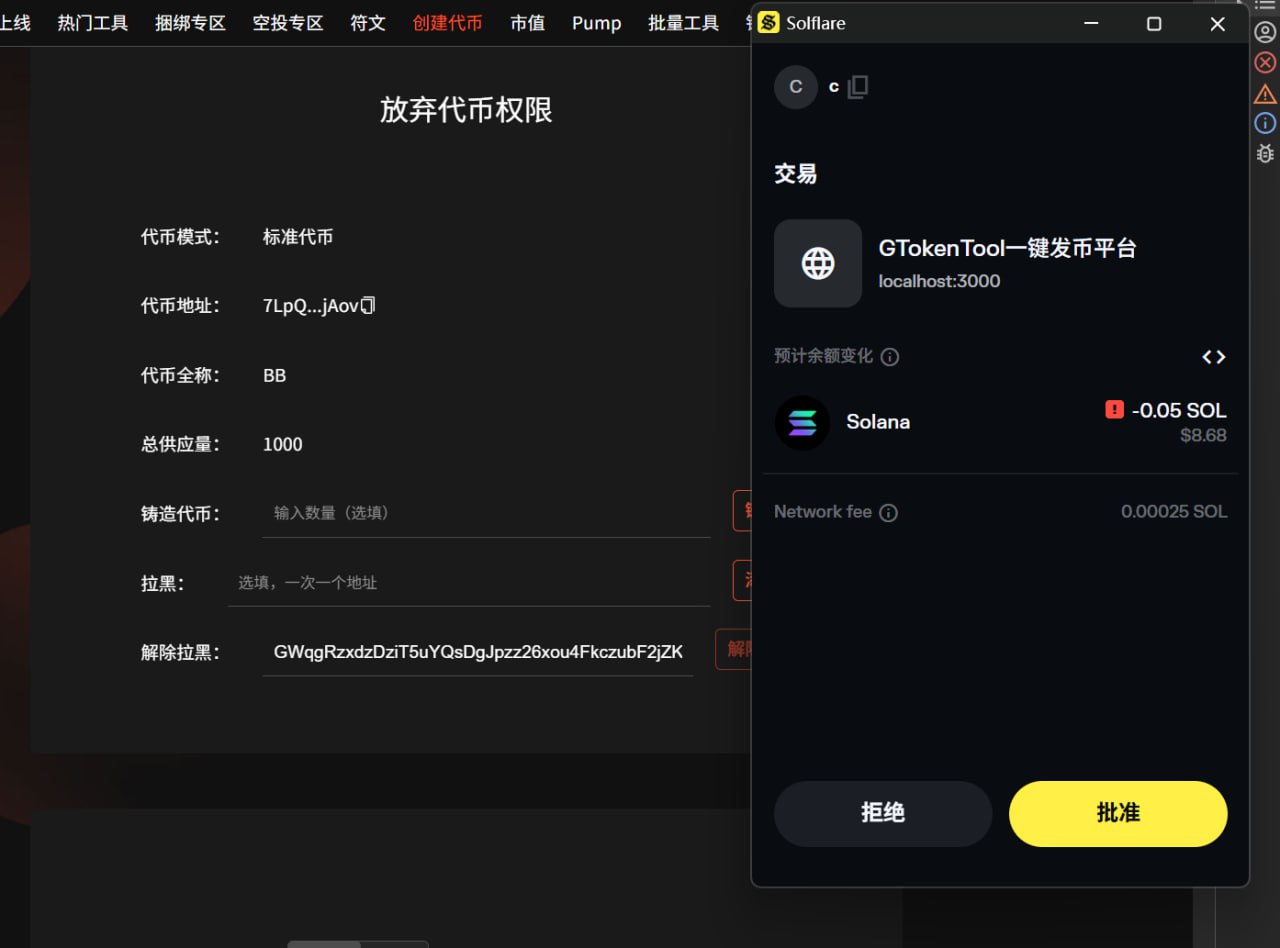 上线 热门工具 捆绑专区 空投专区 符文 创建代币 市值 Pump 批量工具
放弃代币权限
代币模式： 标准代币
代币地址： 7LpQ...jAov
代币全称： BB
总供应量： 1000
铸造代币： 输入数量（选填）
拉黑： 选填，一次一个地址
解除拉黑： GWqgRzxdzDziT5uYQsDgJpzz26xou4FkczubF2jZK 解除
Solflare
C c
交易
GTokenTool一键发币平台
localhost:3000
预计余额变化
Solana -0.05 SOL
$8.68
Network fee 0.00025 SOL
拒绝 批准